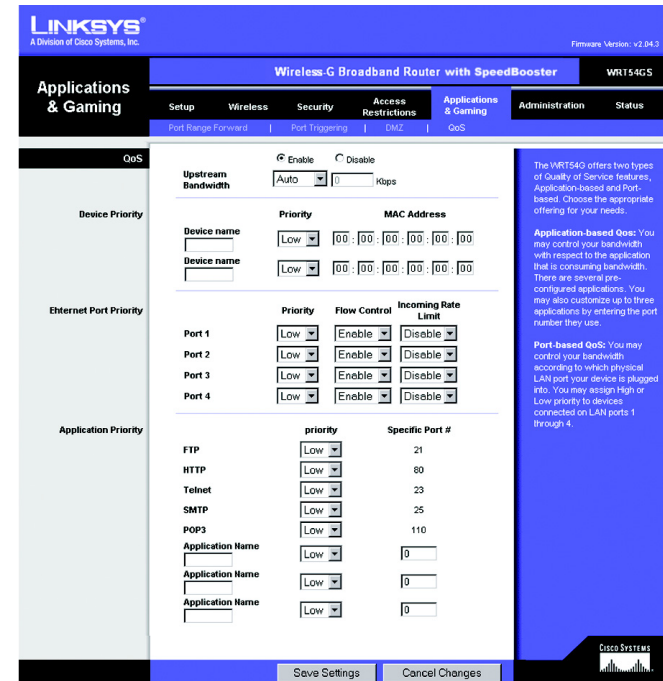 LINKSYS®
A Division of Cisco Systems, Inc.
Firmware Version: v2.04.3
Wireless-G Broadband Router with SpeedBooster WRT54GS
Applications & Gaming
Setup Wireless Security Access Restrictions Applications & Gaming Administration Status
Port Range Forward | Port Triggering | DMZ | QoS
QoS
Enable Disable
Upstream Bandwidth Auto 0 Kbps
Device Priority
Priority MAC Address
Device name
Low 00 : 00 : 00 : 00 : 00 : 00
Device name
Low 00 : 00 : 00 : 00 : 00 : 00
Ehternet Port Priority
Priority Flow Control Incoming Rate Limit
Port 1 Low Enable Disable
Port 2 Low Enable Disable
Port 3 Low Enable Disable
Port 4 Low Enable Disable
Application Priority
priority Specific Port #
FTP Low 21
HTTP Low 80
Telnet Low 23
SMTP Low 25
POP3 Low 110
Application Name
Low 0
Application Name
Low 0
Application Name
Low 0
The WRT54G offers two types
of Quality of Service features,
Application-based and Port-
based. Choose the appropriate
offering for your needs.
Application-based Qos: You
may control your bandwidth
with respect to the application
that is consuming bandwidth.
There are several pre-
configured applications. You
may also customize up to three
applications by entering the port
number they use.
Port-based QoS: You may
control your bandwidth
according to which physical
LAN port your device is plugged
into. You may assign High or
Low priority to devices
connected on LAN ports 1
through 4.
Save Settings Cancel Changes
CISCO SYSTEMS